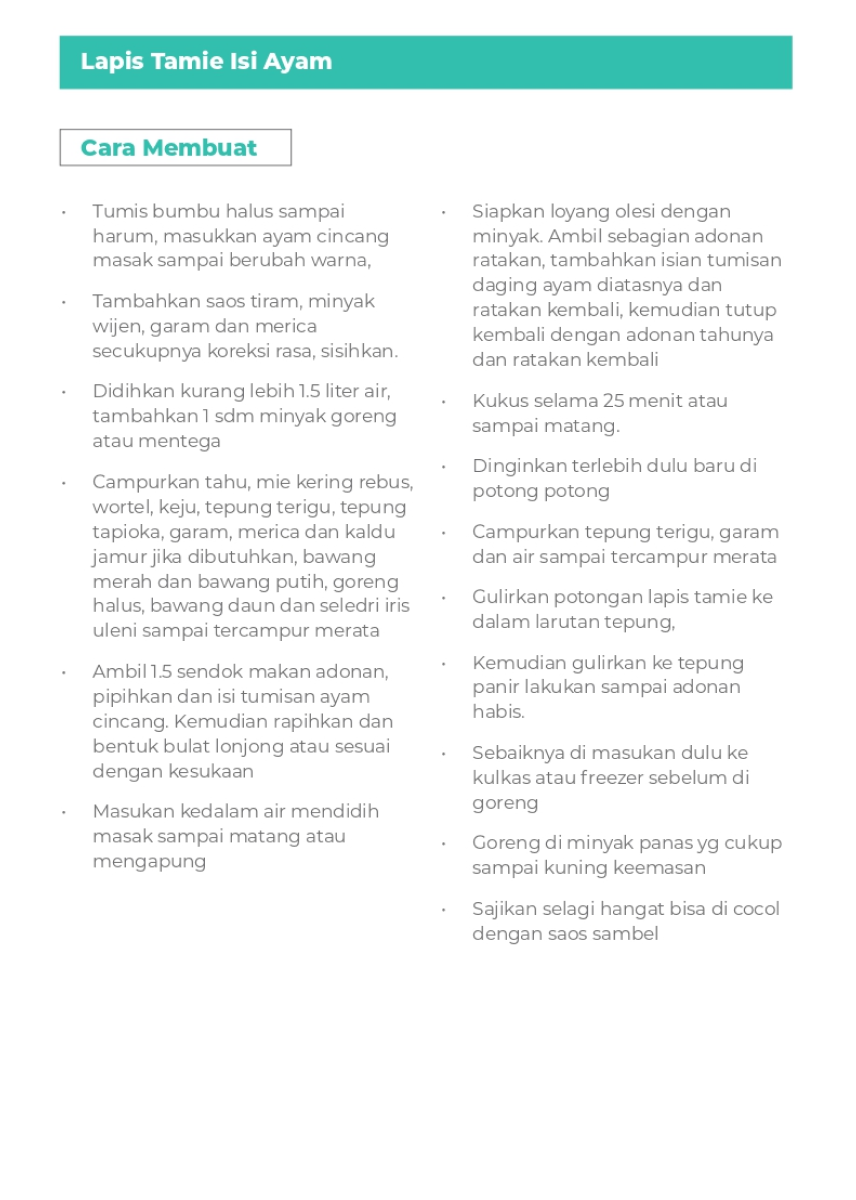 Lapis Tamie Isi Ayam
Cara Membuat
• Tumis bumbu halus sampai
harum, masukkan ayam cincang
masak sampai berubah warna,
• Tambahkan saos tiram, minyak
wijen, garam dan merica
secukupnya koreksi rasa, sisihkan.
• Didihkan kurang lebih 1.5 liter air,
tambahkan 1 sdm minyak goreng
atau mentega
• Campurkan tahu, mie kering rebus,
wortel, keju, tepung terigu, tepung
tapioka, garam, merica dan kaldu
jamur jika dibutuhkan, bawang
merah dan bawang putih, goreng
halus, bawang daun dan seledri iris
uleni sampai tercampur merata
• Ambil 1.5 sendok makan adonan,
pipihkan dan isi tumisan ayam
cincang. Kemudian rapihkan dan
bentuk bulat lonjong atau sesuai
dengan kesukaan
• Masukan kedalam air mendidih
masak sampai matang atau
mengapung
• Siapkan loyang olesi dengan
minyak. Ambil sebagian adonan
ratakan, tambahkan isian tumisan
daging ayam diatasnya dan
ratakan kembali, kemudian tutup
kembali dengan adonan tahunya
dan ratakan kembali
• Kukus selama 25 menit atau
sampai matang.
• Dinginkan terlebih dulu baru di
potong potong
• Campurkan tepung terigu, garam
dan air sampai tercampur merata
• Gulirkan potongan lapis tamie ke
dalam larutan tepung,
• Kemudian gulirkan ke tepung
panir lakukan sampai adonan
habis.
• Sebaiknya di masukan dulu ke
kulkas atau freezer sebelum di
goreng
• Goreng di minyak panas yg cukup
sampai kuning keemasan
• Sajikan selagi hangat bisa di cocol
dengan saos sambel